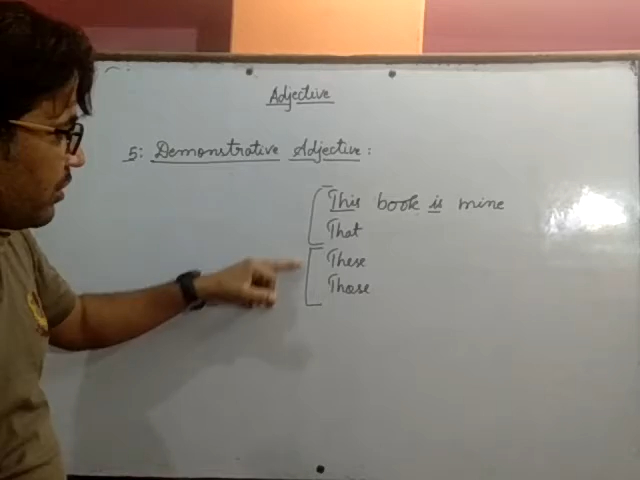 Adjective
5: Demonstrative Adjective:
This book is mine
That
These
Those